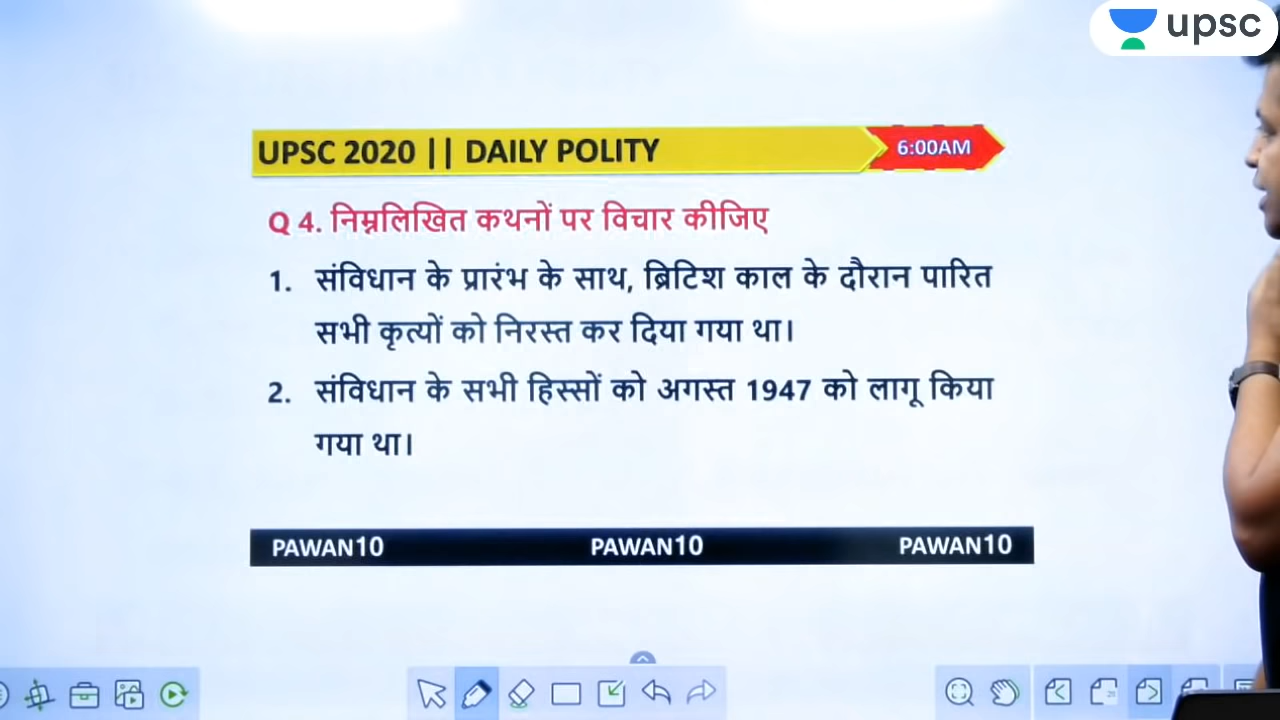 upsc
UPSC 2020 || DAILY POLITY
6:00AM
Q 4. निम्नलिखित कथनों पर विचार कीजिए
1. संविधान के प्रारंभ के साथ, ब्रिटिश काल के दौरान पारित
सभी कृत्यों को निरस्त कर दिया गया था।
2. संविधान के सभी हिस्सों को अगस्त 1947 को लागू किया
गया था।
PAWAN10 PAWAN10 PAWAN10